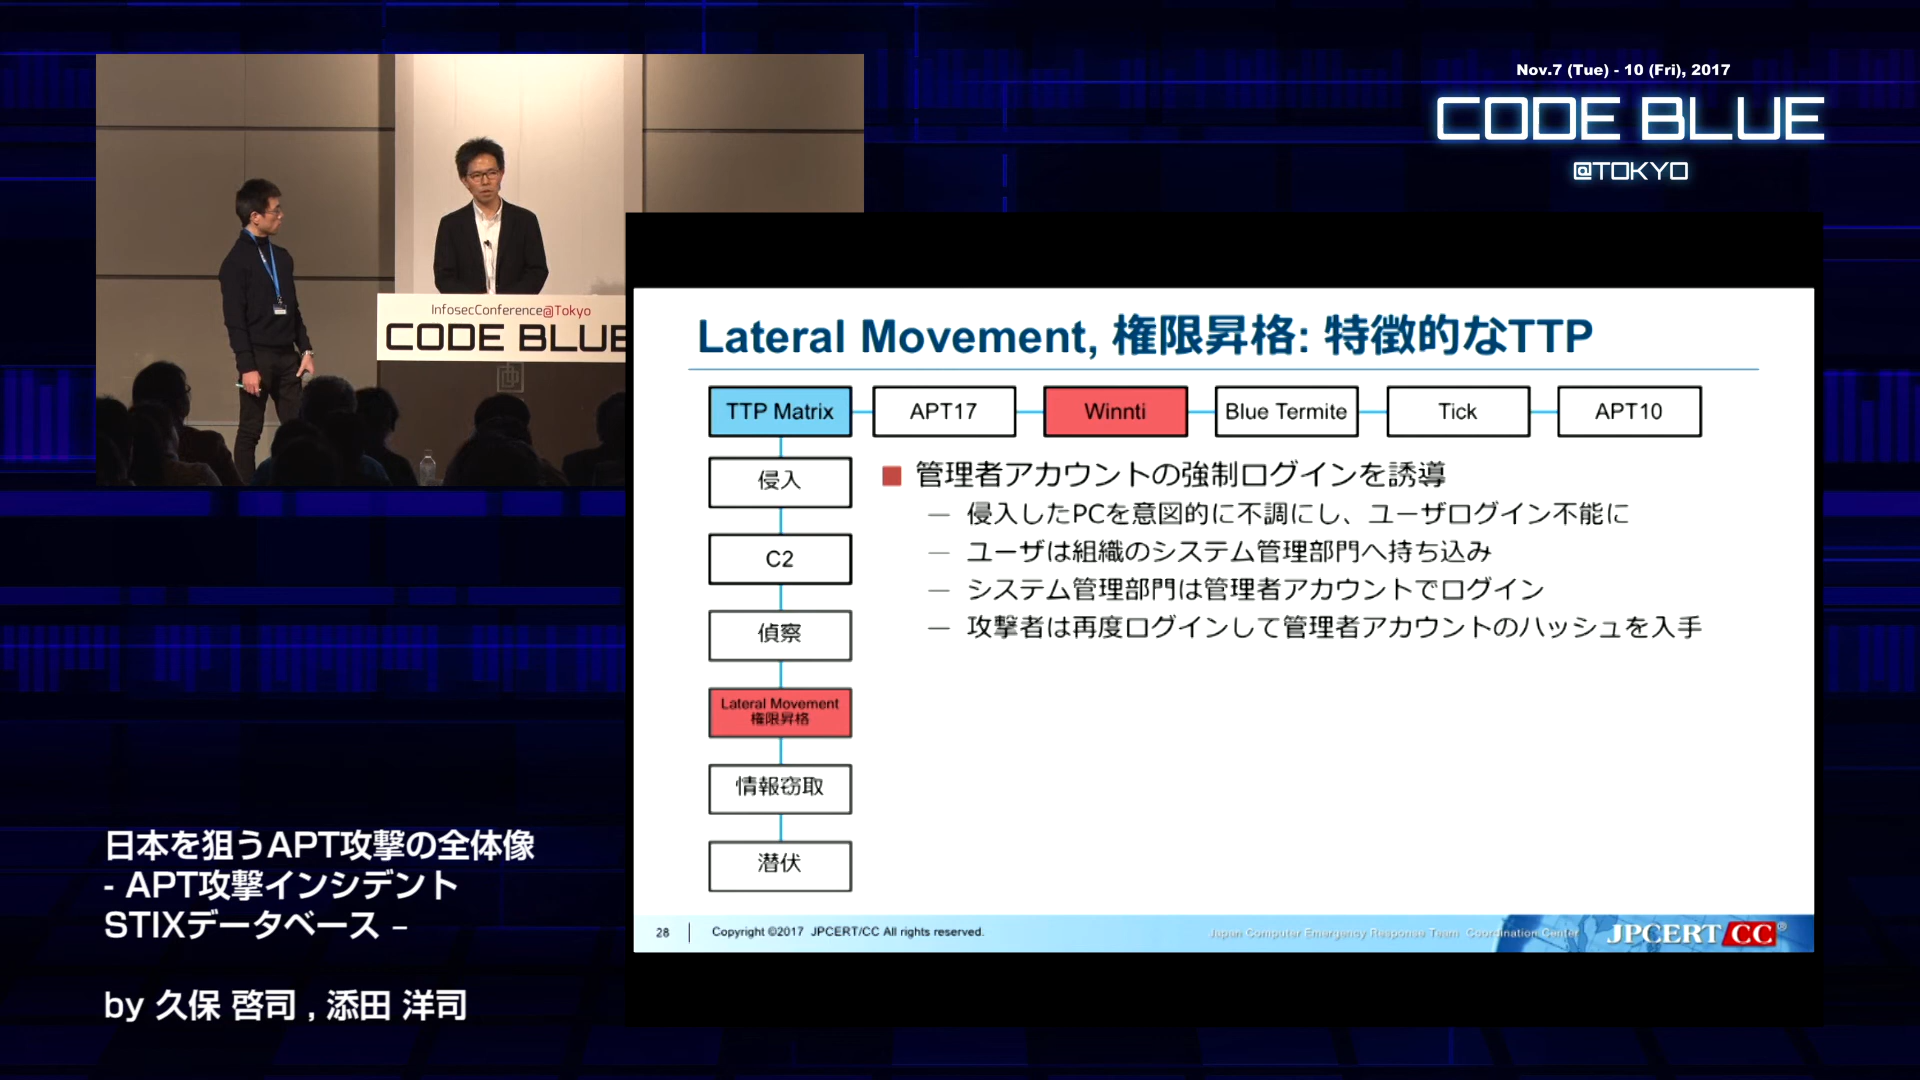 Nov.7 (Tue) - 10 (Fri), 2017
CODE BLUE
@TOKYO
InfosecConference@Tokyo
CODE BLUE
Lateral Movement, 権限昇格: 特徴的なTTP
TTP Matrix
APT17
Winnti
Blue Termite
Tick
APT10
侵入
C2
偵察
Lateral Movement
権限昇格
情報窃取
潜伏
■ 管理者アカウントの強制ログインを誘導
— 侵入したPCを意図的に不調にし、ユーザログイン不能に
— ユーザは組織のシステム管理部門へ持ち込み
— システム管理部門は管理者アカウントでログイン
— 攻撃者は再度ログインして管理者アカウントのハッシュを入手
28
Copyright ©2017 JPCERT/CC All rights reserved.
Japan Computer Emergency Response Team Coordination Center
JPCERT CC®
日本を狙うAPT攻撃の全体像
- APT攻撃インシデント
STIXデータベース –
by 久保 啓司 , 添田 洋司